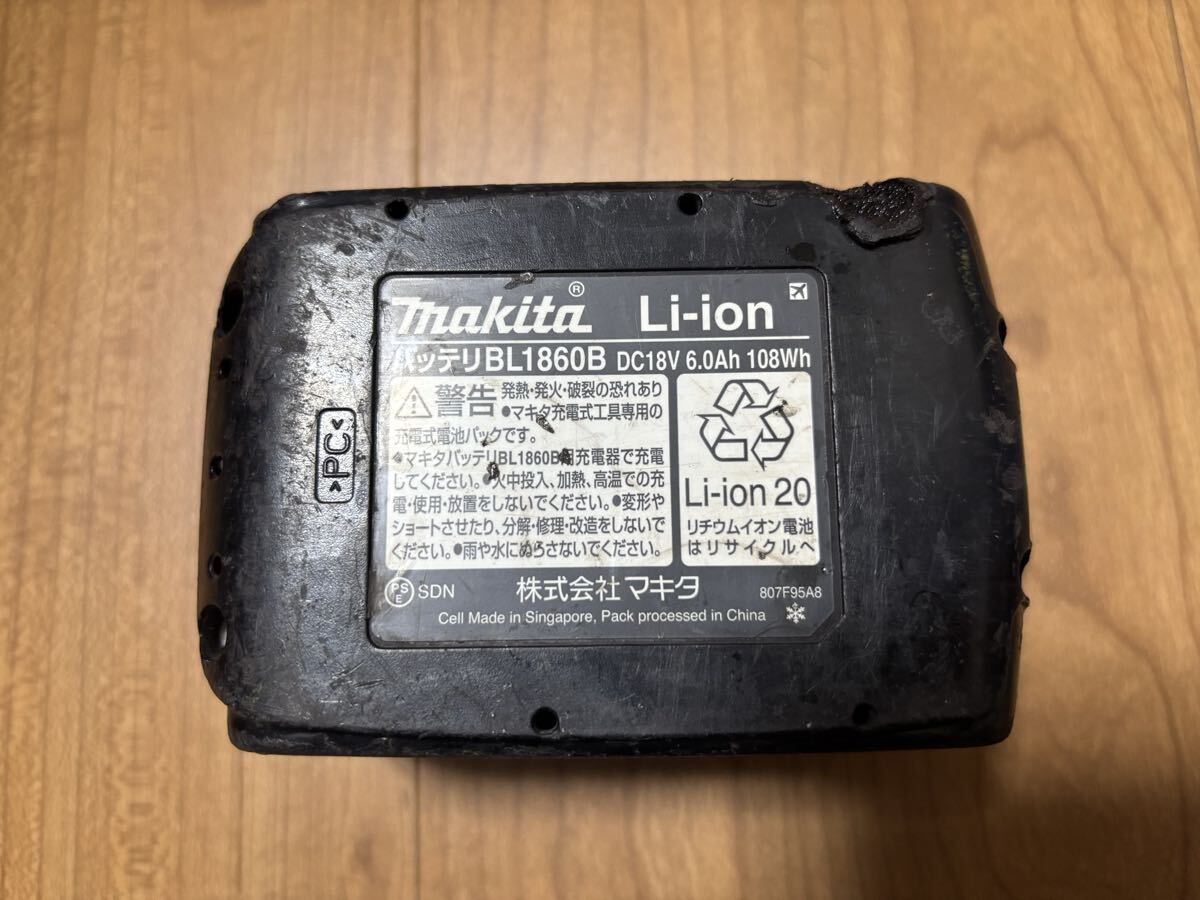 makita® Li-ion
バッテリBL1860B DC18V 6.0Ah 108Wh
警告 発熱・発火・破裂の恐れあり
●マキタ充電式工具専用の
充電式電池パックです。
●マキタバッテリBL1860B用充電器で充電
してください。●火中投入、加熱、高温での充
電・使用・放置をしないでください。●変形や
ショートさせたり、分解・修理・改造をしないで
ください。●雨や水にぬらさないでください。
Li-ion 20
リチウムイオン電池
はリサイクルへ
PSE SDN 株式会社マキタ 807F95A8
Cell Made in Singapore, Pack processed in China
>PC<